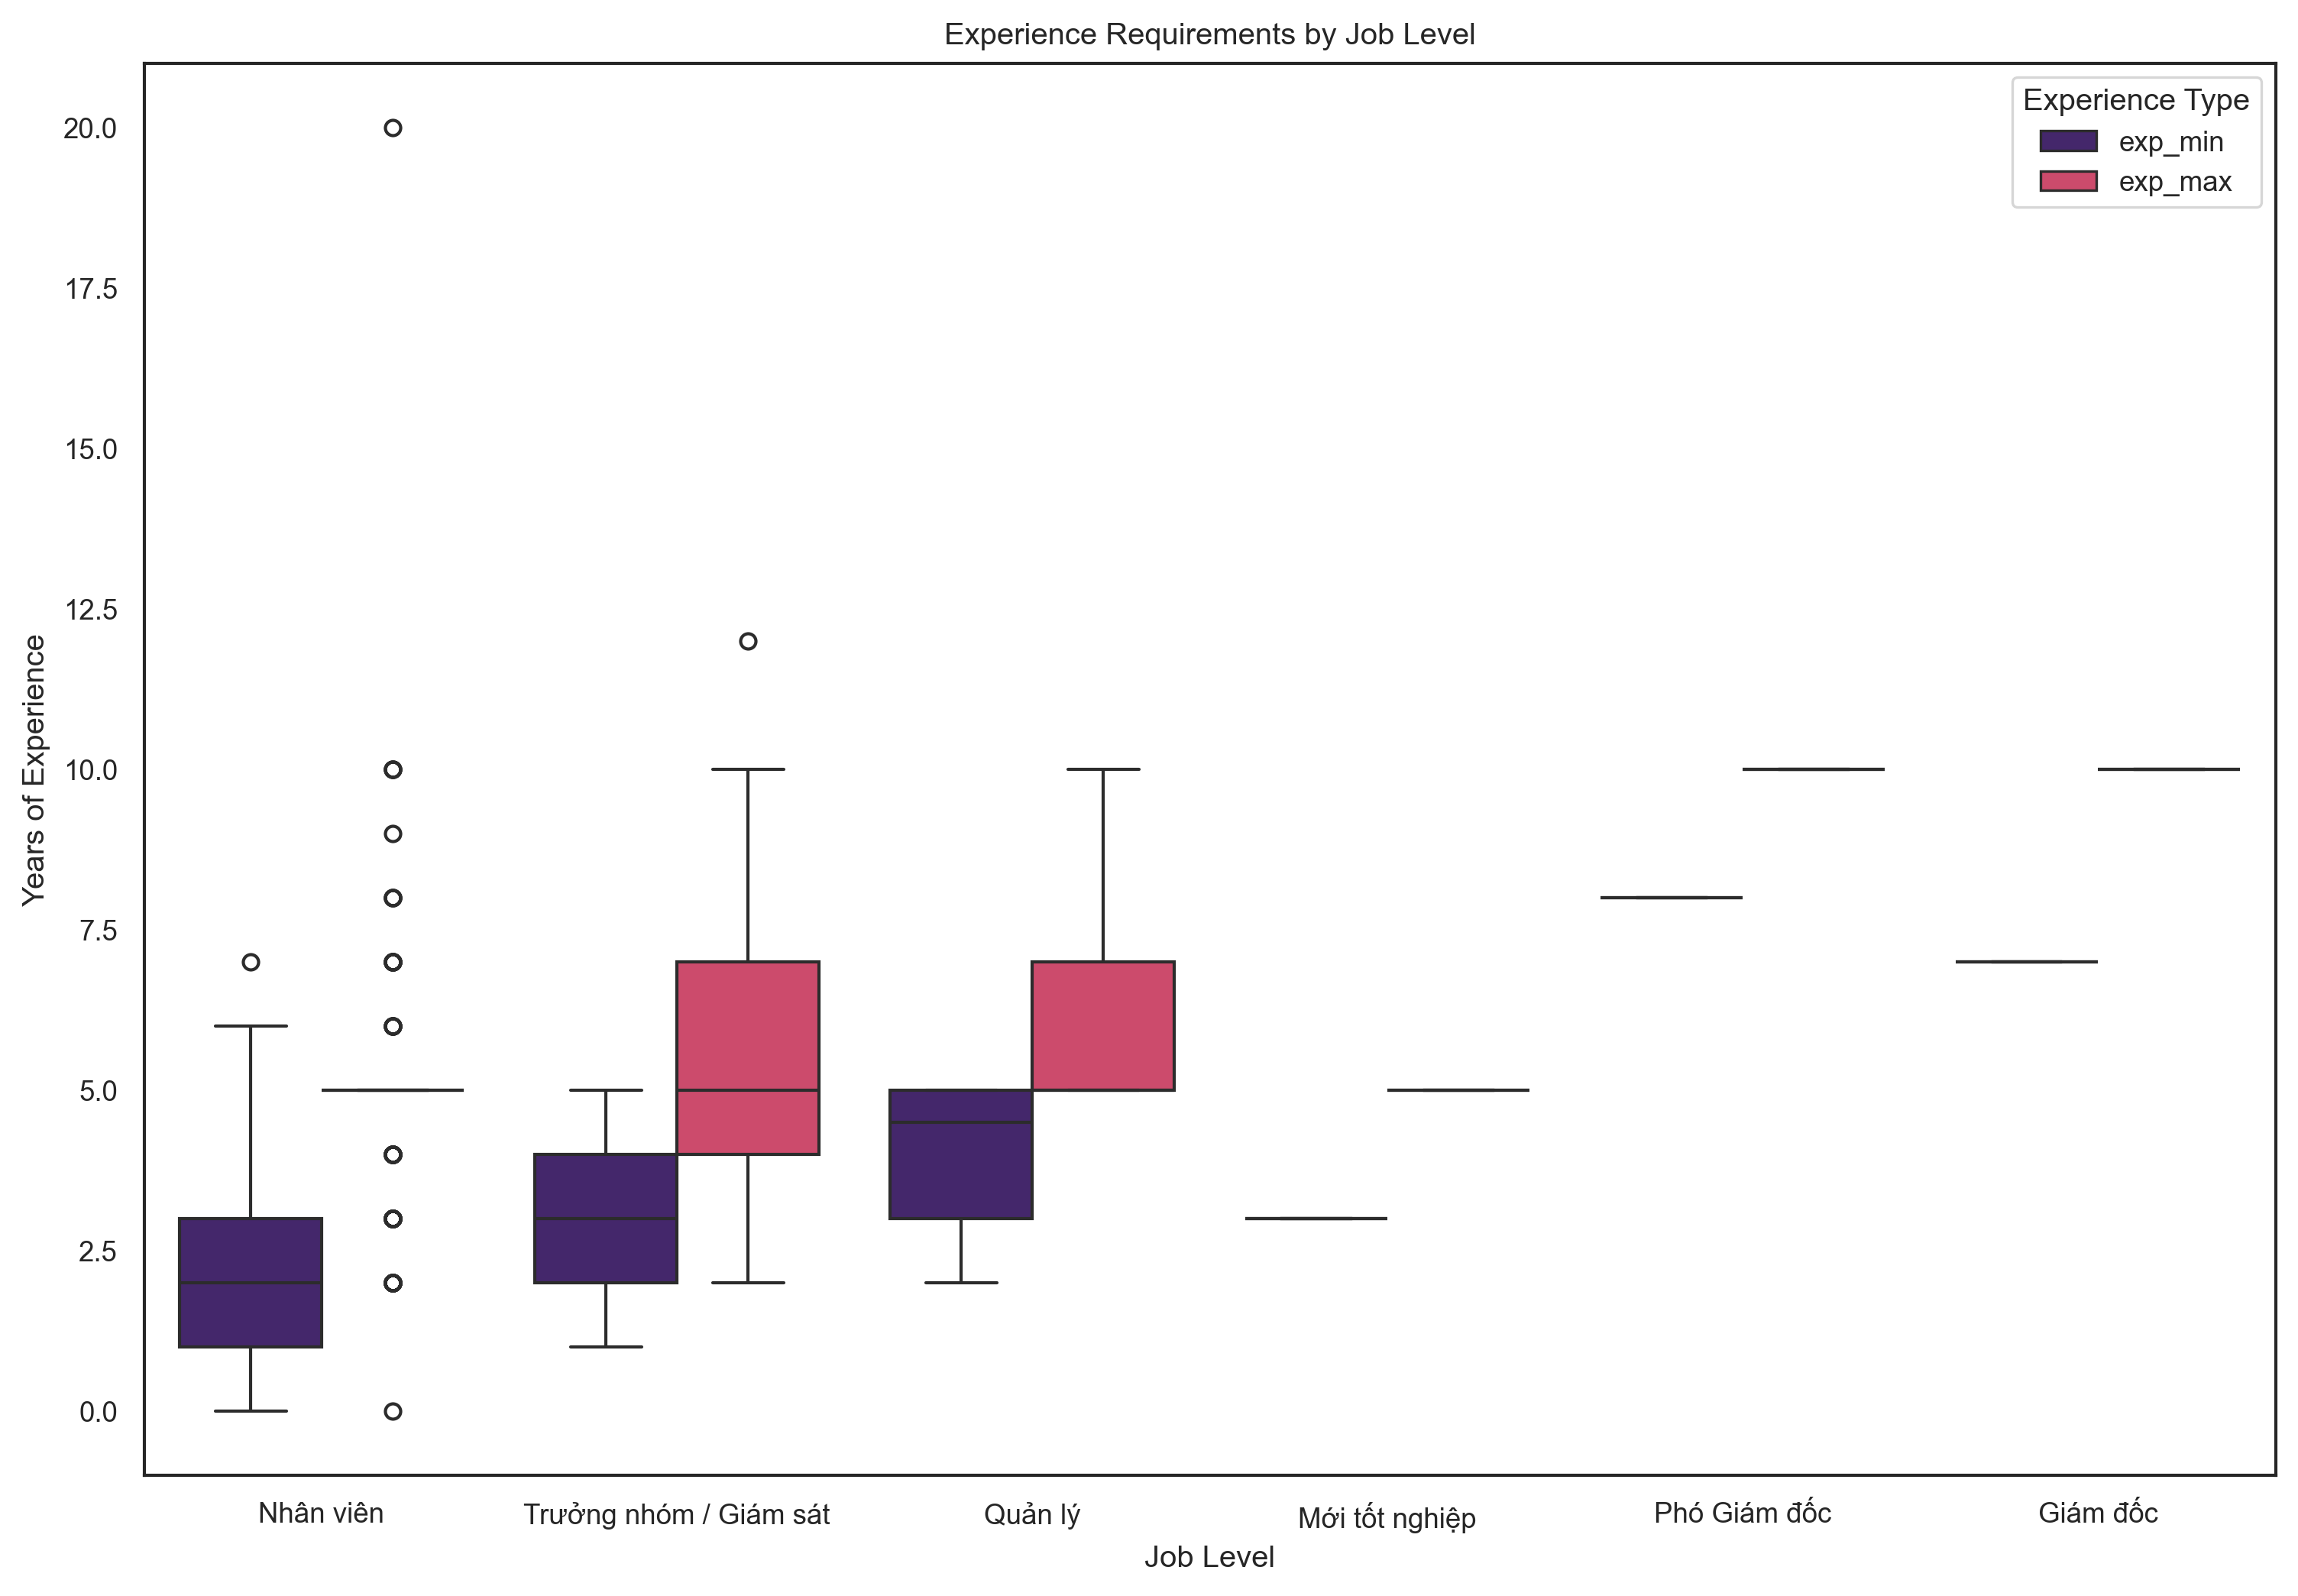 Experience Requirements by Job Level
Experience Type
exp_min
exp_max
20.0
17.5
15.0
12.5
10.0
7.5
5.0
2.5
0.0
Years of Experience
Nhân viên
Trưởng nhóm / Giám sát
Quản lý
Mới tốt nghiệp
Phó Giám đốc
Giám đốc
Job Level